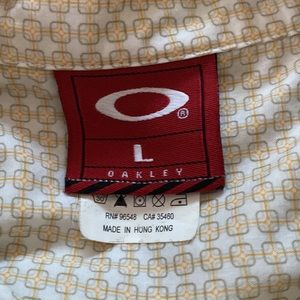 ®
L
OAKLEY
RN# 96548 CA# 35460
MADE IN HONG KONG